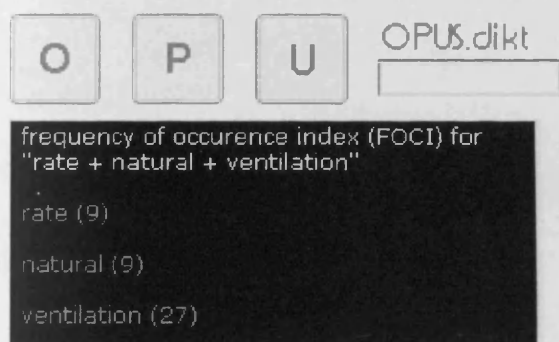 O P U OPUS.dikt
frequency of occurence index (FOCI) for
"rate + natural + ventilation"
rate (9)
natural (9)
ventilation (27)